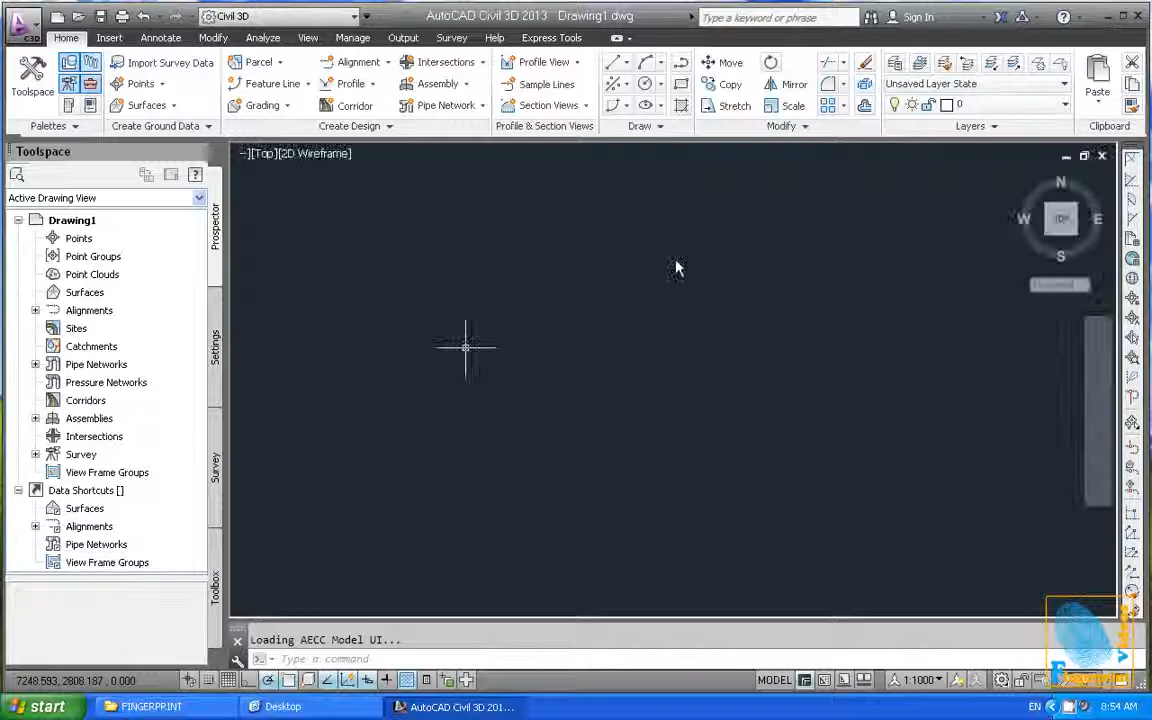 Civil 3D
AutoCAD Civil 3D 2013 Drawing1.dwg
Type a keyword or phrase
Sign In
C3D
Home Insert Annotate Modify Analyze View Manage Output Survey Help Express Tools
Import Survey Data Parcel Alignment Intersections Profile View Move Unsaved Layer State
Toolspace Points Feature Line Profile Assembly Sample Lines Copy Mirror Paste
Surfaces Grading Corridor Pipe Network Section Views Stretch Scale 0
Palettes Create Ground Data Create Design Profile & Section Views Draw Modify Layers Clipboard
Toolspace
[–][Top][2D Wireframe]
Active Drawing View
Drawing1
Points
Point Groups
Point Clouds
Surfaces
Alignments
Sites
Catchments
Pipe Networks
Pressure Networks
Corridors
Assemblies
Intersections
Survey
View Frame Groups
Data Shortcuts []
Surfaces
Alignments
Pipe Networks
View Frame Groups
Prospector
Settings
Survey
Toolbox
N
W TOP E
S
Loading AECC Model UI...
Type a command
7248.593, 2808.187, 0.000
MODEL
1:1000
start FINGERPRINT Desktop AutoCAD Civil 3D 201... EN 8:54 AM